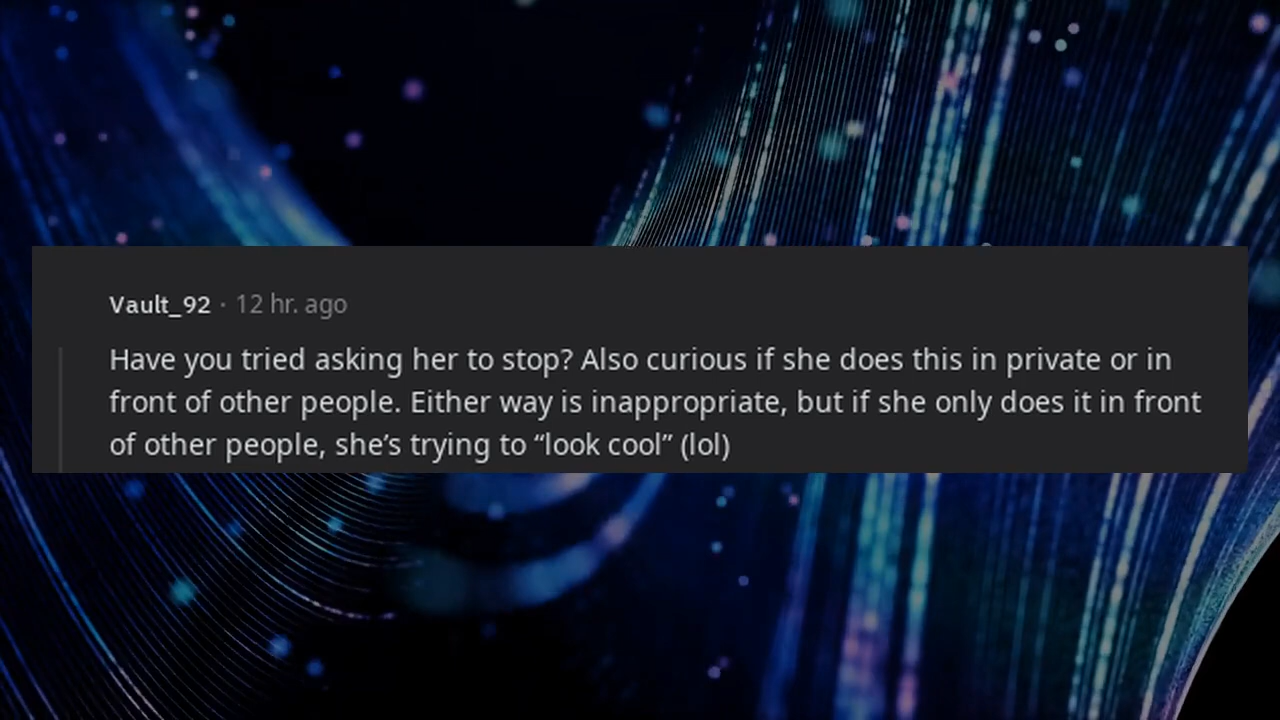 Vault_92 · 12 hr. ago
Have you tried asking her to stop? Also curious if she does this in private or in
front of other people. Either way is inappropriate, but if she only does it in front
of other people, she’s trying to “look cool” (lol)